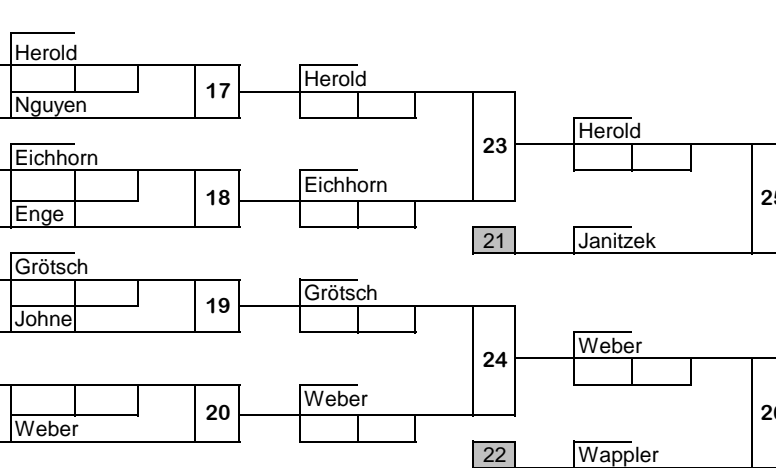 Herold
17
Herold
Nguyen
23
Herold
Eichhorn
18
Eichhorn
Enge
25
21
Janitzek
Grötsch
19
Grötsch
Johne
24
Weber
20
Weber
Weber
22
Wappler